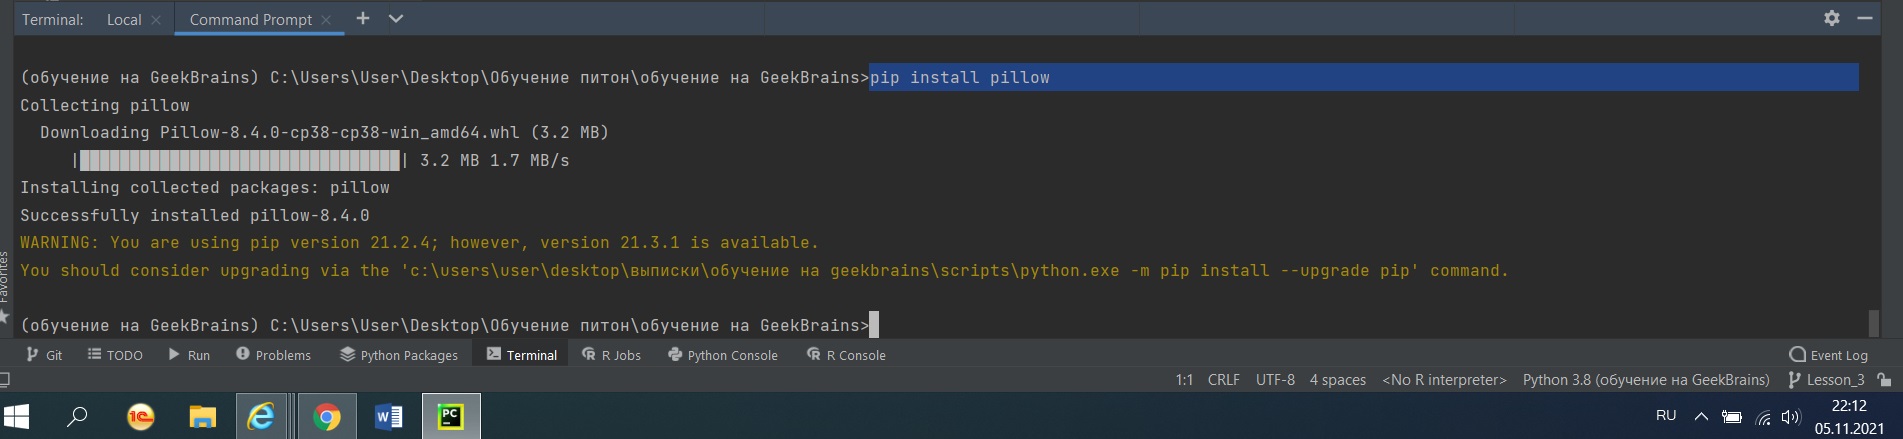 Terminal: Local Command Prompt
(обучение на GeekBrains) C:\Users\User\Desktop\Обучение питон\обучение на GeekBrains>pip install pillow
Collecting pillow
Downloading Pillow-8.4.0-cp38-cp38-win_amd64.whl (3.2 MB)
|████████████████████████████████| 3.2 MB 1.7 MB/s
Installing collected packages: pillow
Successfully installed pillow-8.4.0
WARNING: You are using pip version 21.2.4; however, version 21.3.1 is available.
You should consider upgrading via the 'c:\users\user\desktop\выписки\обучение на geekbrains\scripts\python.exe -m pip install --upgrade pip' command.
(обучение на GeekBrains) C:\Users\User\Desktop\Обучение питон\обучение на GeekBrains>
Favorites
Git TODO Run Problems Python Packages Terminal R Jobs Python Console R Console Event Log
1:1 CRLF UTF-8 4 spaces <No R interpreter> Python 3.8 (обучение на GeekBrains) Lesson_3
1С W PC RU 22:12
05.11.2021